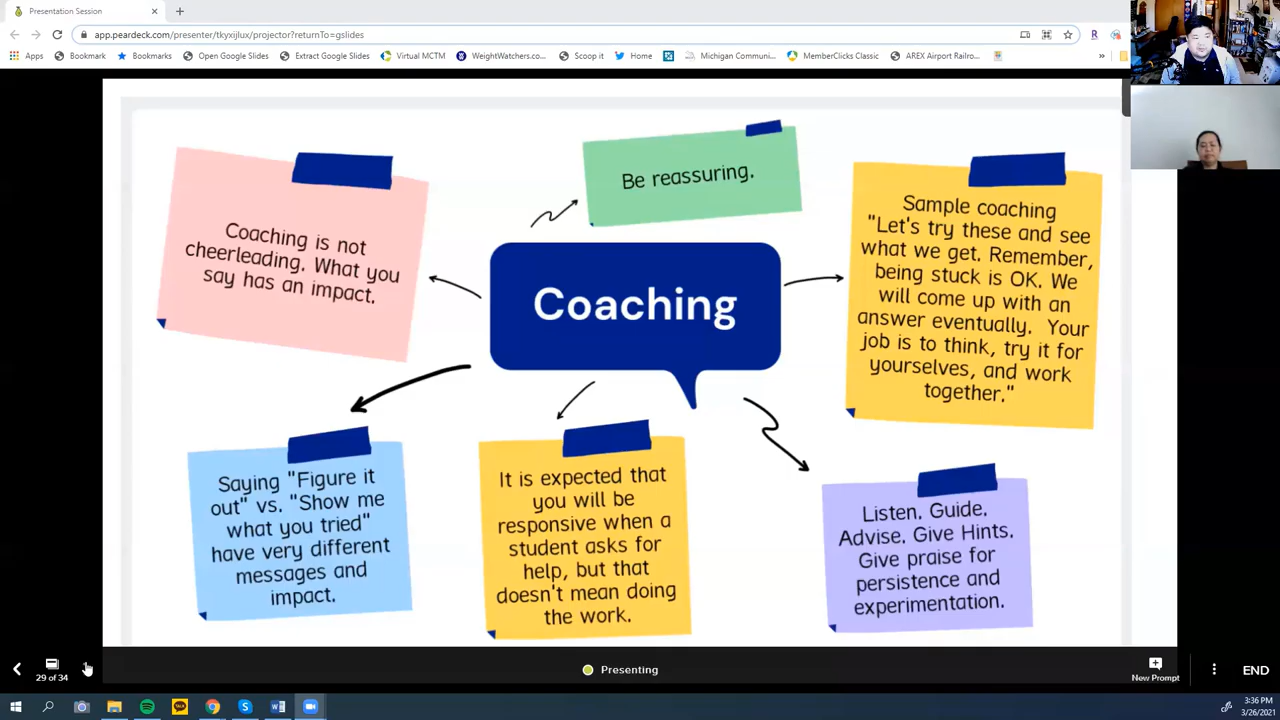 Presentation Session
app.peardeck.com/presenter/tkyxijlux/projector?returnTo=gslides
Apps
Bookmark
Bookmarks
Open Google Slides
Extract Google Slides
Virtual MCTM
WeightWatchers.co...
Scoop it
Home
Michigan Communi...
MemberClicks Classic
AREX Airport Railro...
Be reassuring.
Coaching is not
cheerleading. What you
say has an impact.
Coaching
Sample coaching
"Let's try these and see
what we get. Remember,
being stuck is OK. We
will come up with an
answer eventually. Your
job is to think, try it for
yourselves, and work
together."
Saying "Figure it
out" vs. "Show me
what you tried"
have very different
messages and
impact.
It is expected that
you will be
responsive when a
student asks for
help, but that
doesn't mean doing
the work.
Listen. Guide.
Advise. Give Hints.
Give praise for
persistence and
experimentation.
29 of 34
Presenting
New Prompt
END
3:36 PM
3/26/2021